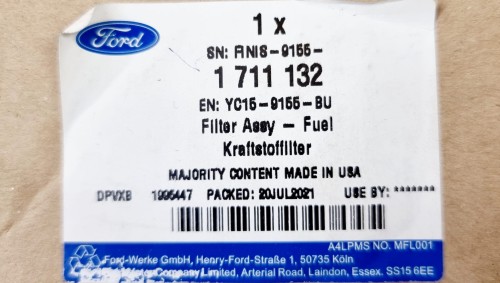 Ford
1 x
SN: FINIS-9155-
1 711 132
EN: YC15-9155-BU
Filter Assy - Fuel
Kraftstoffilter
MAJORITY CONTENT MADE IN USA
DPVXB 1995447 PACKED: 20JUL2021 USE BY: *******
A4LPMS NO. MFL001
Ford-Werke GmbH, Henry-Ford-Straße 1, 50735 Köln
Ford Motor Company Limited, Arterial Road, Laindon, Essex. SS15 6EE